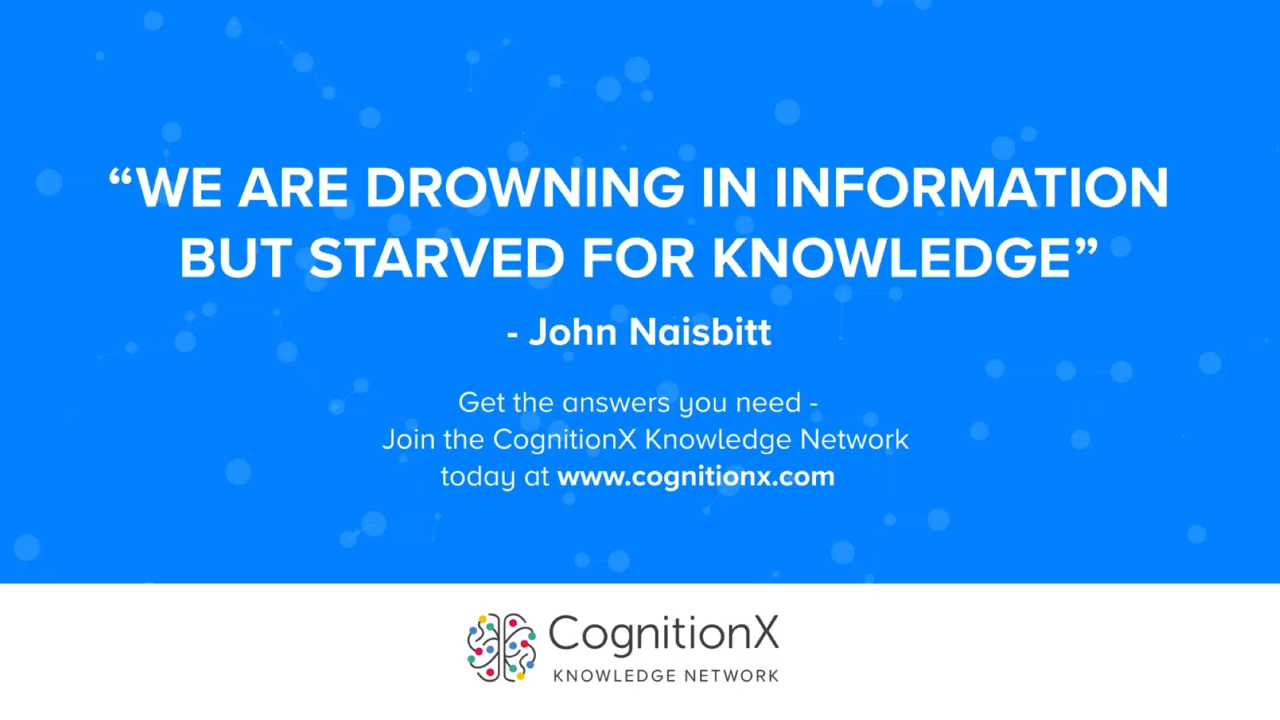 “WE ARE DROWNING IN INFORMATION
BUT STARVED FOR KNOWLEDGE”
- John Naisbitt
Get the answers you need -
Join the CognitionX Knowledge Network
today at www.cognitionx.com
CognitionX
KNOWLEDGE NETWORK